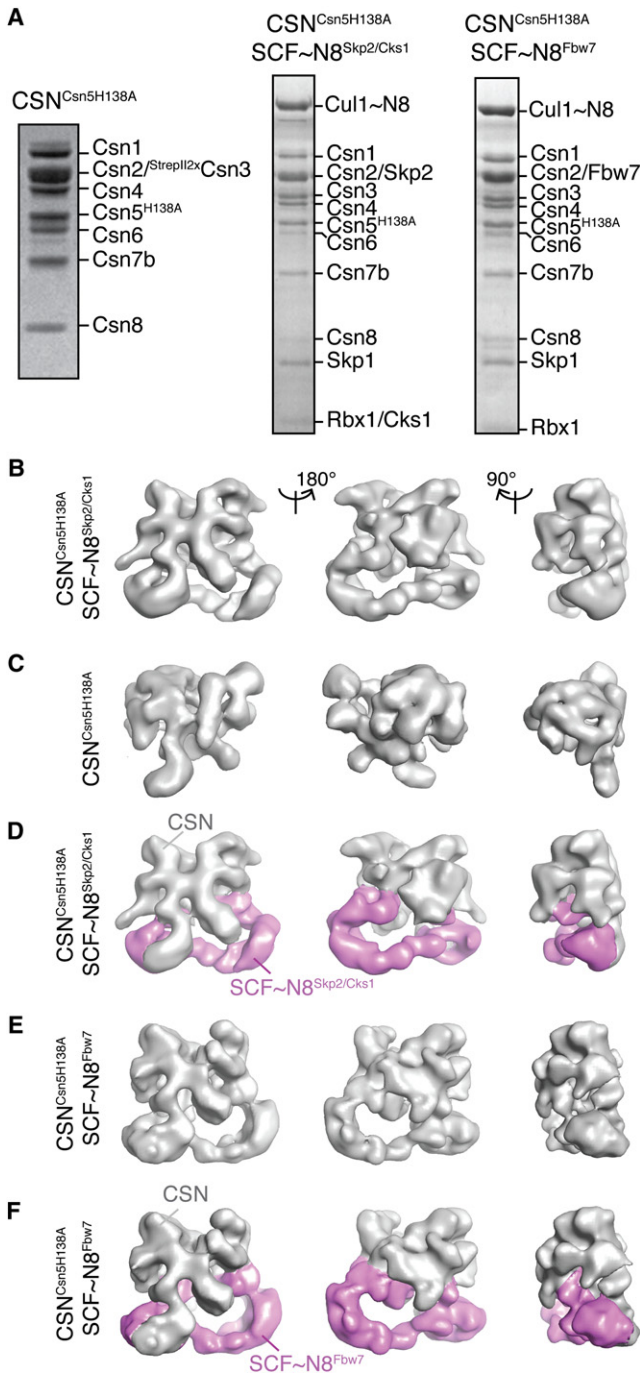 A
CSN^Csn5H138A
Csn1
Csn2/^StrepII2xCsn3
Csn4
Csn5^H138A
Csn6
Csn7b
Csn8
CSN^Csn5H138A
SCF~N8^Skp2/Cks1
Cul1~N8
Csn1
Csn2/Skp2
Csn3
Csn4
Csn5^H138A
Csn6
Csn7b
Csn8
Skp1
Rbx1/Cks1
CSN^Csn5H138A
SCF~N8^Fbw7
Cul1~N8
Csn1
Csn2/Fbw7
Csn3
Csn4
Csn5^H138A
Csn6
Csn7b
Csn8
Skp1
Rbx1
B
CSN^Csn5H138A
SCF~N8^Skp2/Cks1
180°
90°
C
CSN^Csn5H138A
D
CSN^Csn5H138A
SCF~N8^Skp2/Cks1
CSN
SCF~N8^Skp2/Cks1
E
CSN^Csn5H138A
SCF~N8^Fbw7
F
CSN^Csn5H138A
SCF~N8^Fbw7
CSN
SCF~N8^Fbw7